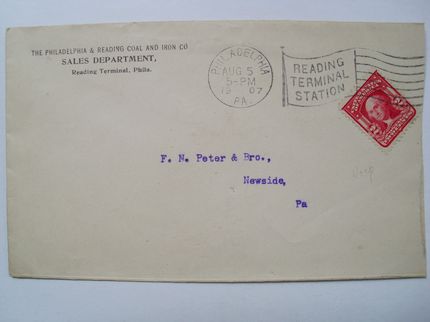 THE PHILADELPHIA & READING COAL AND IRON CO
SALES DEPARTMENT,
Reading Terminal, Phila.
PHILADELPHIA
AUG 5
5-PM
19 07
PA.
READING
TERMINAL
STATION
F. N. Peter & Bro.,
Newside,
Pa